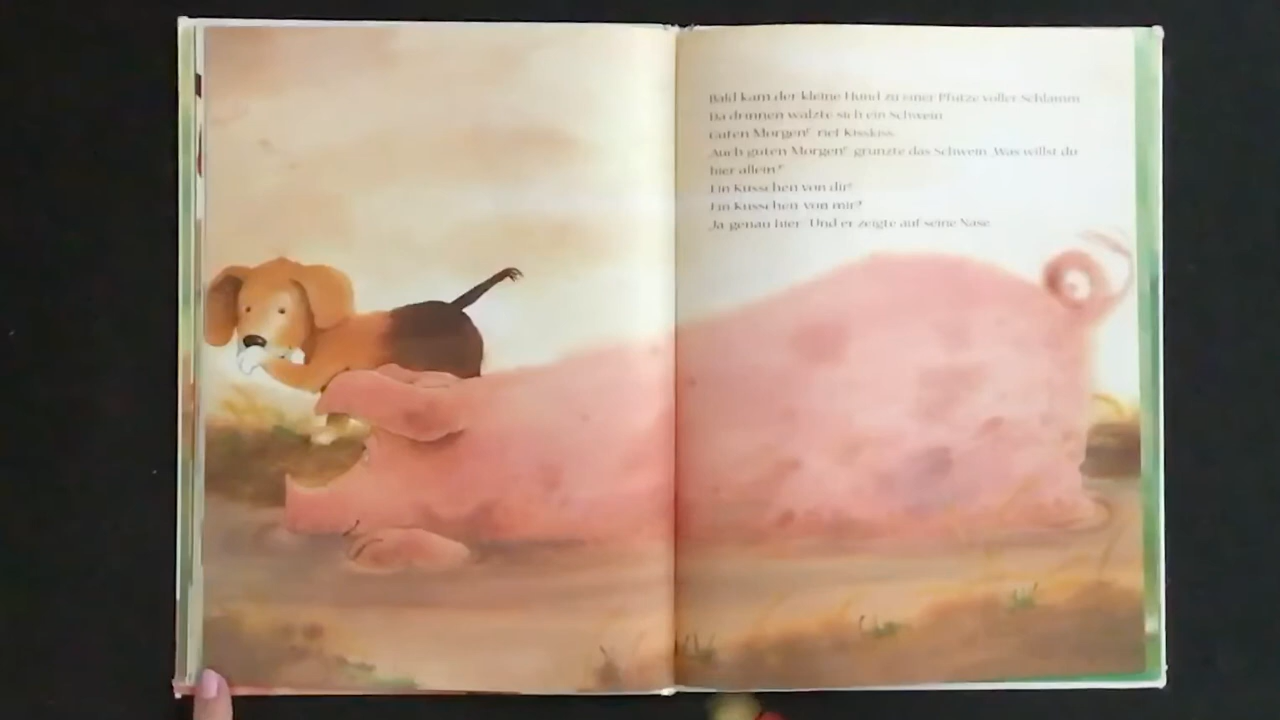 Bald kam der kleine Hund zu einer Pfütze voller Schlamm.
Da drinnen wälzte sich ein Schwein.
„Guten Morgen!“ rief Kisskiss.
„Auch guten Morgen!“ grunzte das Schwein. „Was willst du
hier allein?“
„Ein Küsschen von dir!“
„Ein Küsschen von mir?“
„Ja, genau hier.“ Und er zeigte auf seine Nase.